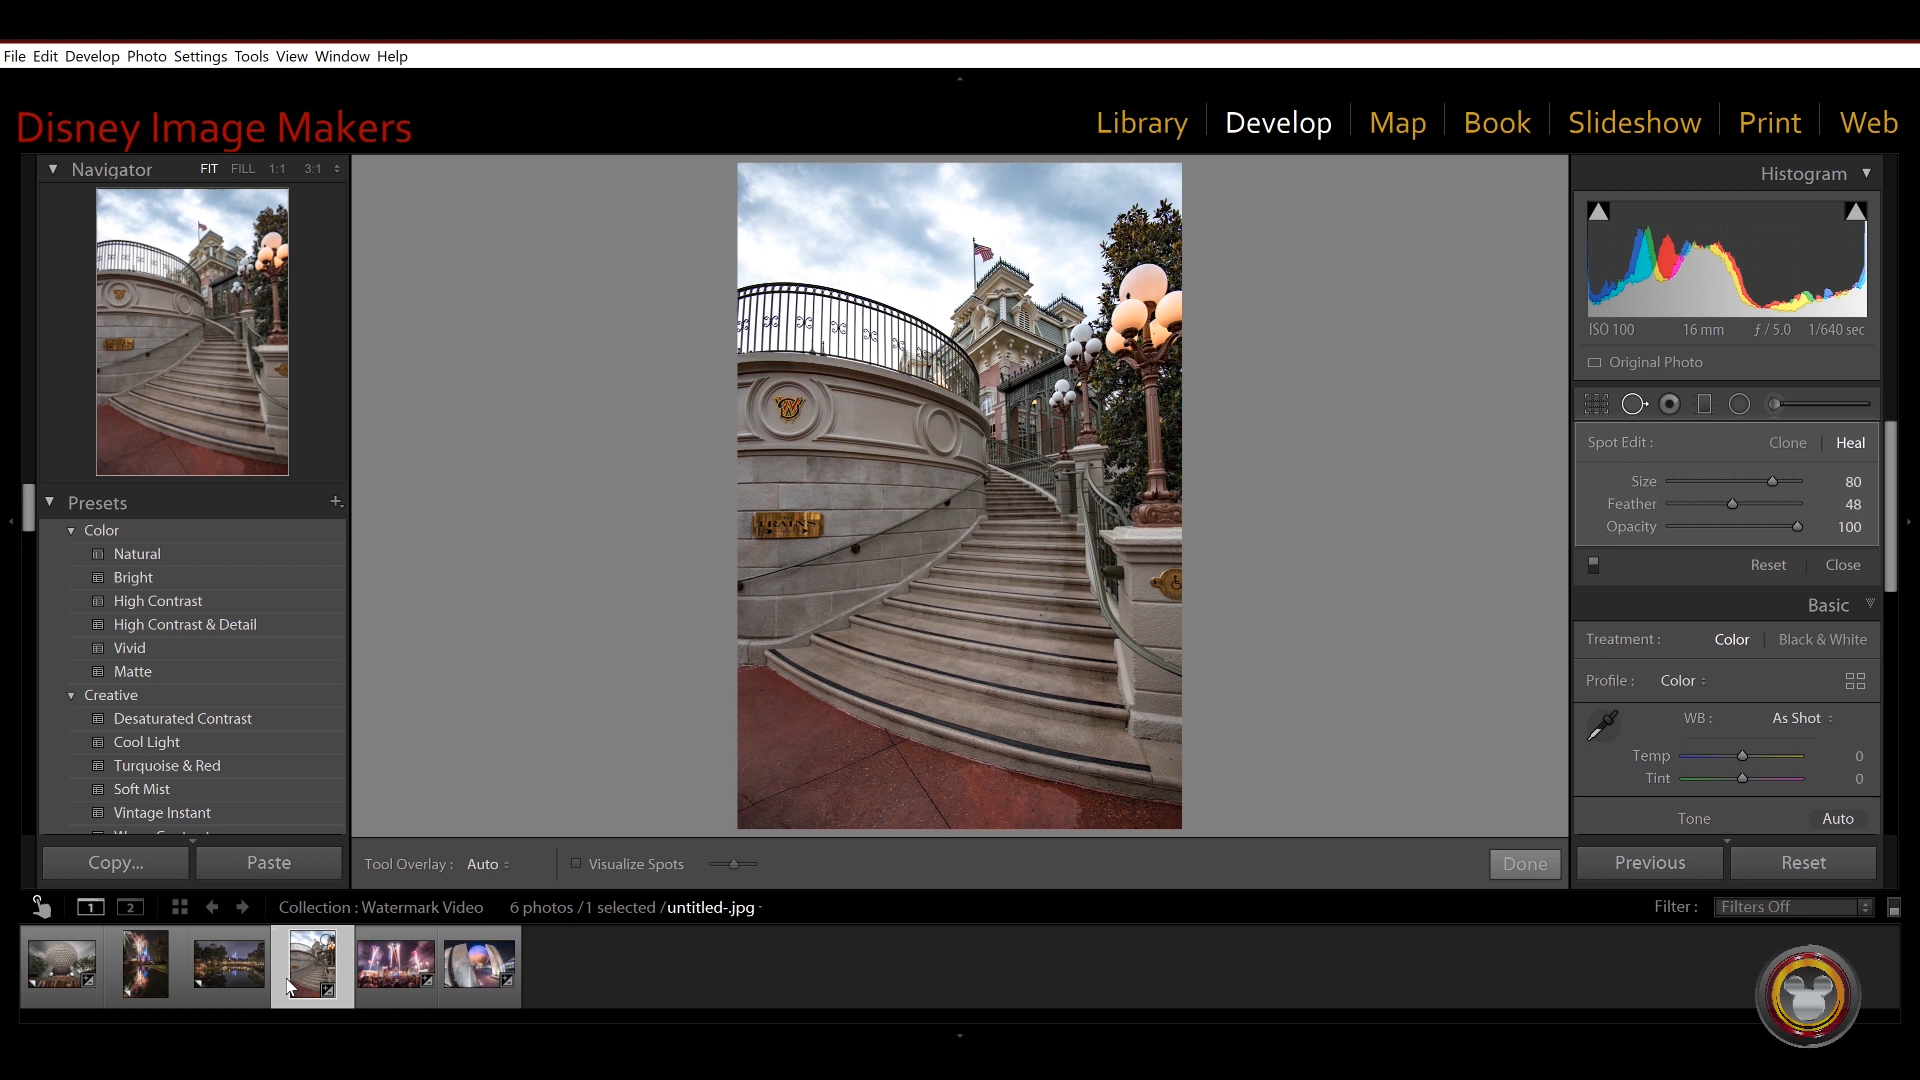 File Edit Develop Photo Settings Tools View Window Help
Disney Image Makers
Library Develop Map Book Slideshow Print Web
Navigator FIT FILL 1:1 3:1
Histogram
ISO 100 16 mm ƒ / 5.0 1/640 sec
Original Photo
Spot Edit : Clone Heal
Size 80
Feather 48
Opacity 100
Reset Close
Basic
Treatment : Color Black & White
Profile : Color
WB : As Shot
Temp 0
Tint 0
Tone Auto
Presets
Color
Natural
Bright
High Contrast
High Contrast & Detail
Vivid
Matte
Creative
Desaturated Contrast
Cool Light
Turquoise & Red
Soft Mist
Vintage Instant
TRAINS
Copy... Paste
Tool Overlay : Auto Visualize Spots Done
Previous Reset
1 2 Collection : Watermark Video 6 photos /1 selected /untitled-.jpg
Filter : Filters Off